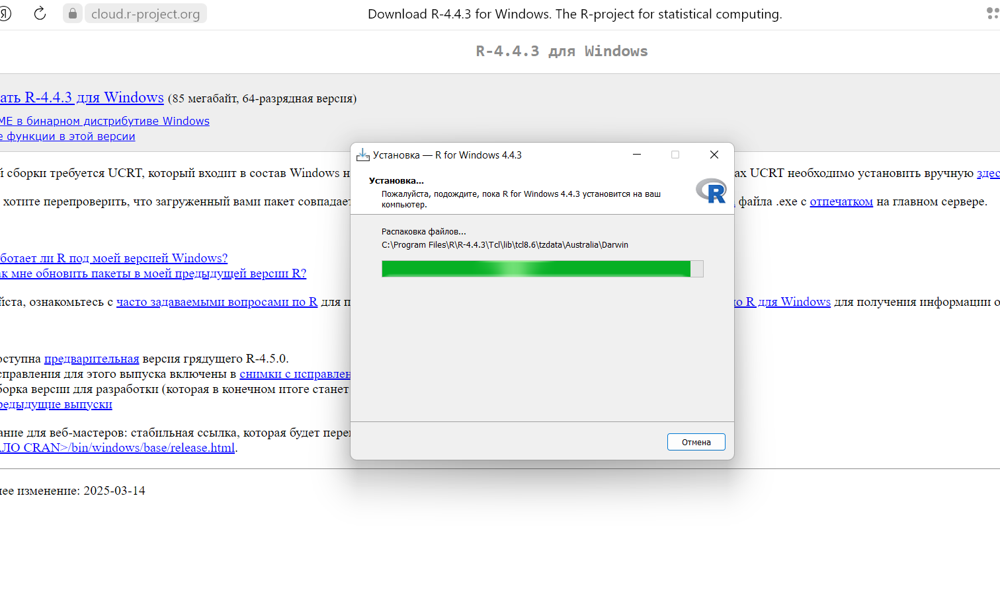 Я cloud.r-project.org Download R-4.4.3 for Windows. The R-project for statistical computing.
R-4.4.3 для Windows
ать R-4.4.3 для Windows (85 мегабайт, 64-разрядная версия)
ME в бинарном дистрибутиве Windows
е функции в этой версии
й сборки требуется UCRT, который входит в состав Windows н
ах UCRT необходимо установить вручную здес
хотите перепроверить, что загруженный вами пакет совпадает
файла .exe с отпечатком на главном сервере.
ботает ли R под моей версией Windows?
ак мне обновить пакеты в моей предыдущей версии R?
йста, ознакомьтесь с часто задаваемыми вопросами по R для п
ю R для Windows для получения информации о
оступна предварительная версия грядущего R-4.5.0.
справления для этого выпуска включены в снимки с исправлен
борка версии для разработки (которая в конечном итоге станет
редыдущие выпуски
ание для веб-мастеров: стабильная ссылка, которая будет пере
АЛО CRAN>/bin/windows/base/release.html.
нее изменение: 2025-03-14
Установка — R for Windows 4.4.3
Установка...
Пожалуйста, подождите, пока R for Windows 4.4.3 установится на ваш
компьютер.
R
Распаковка файлов...
C:\Program Files\R\R-4.4.3\Tcl\lib\tcl8.6\tzdata\Australia\Darwin
Отмена